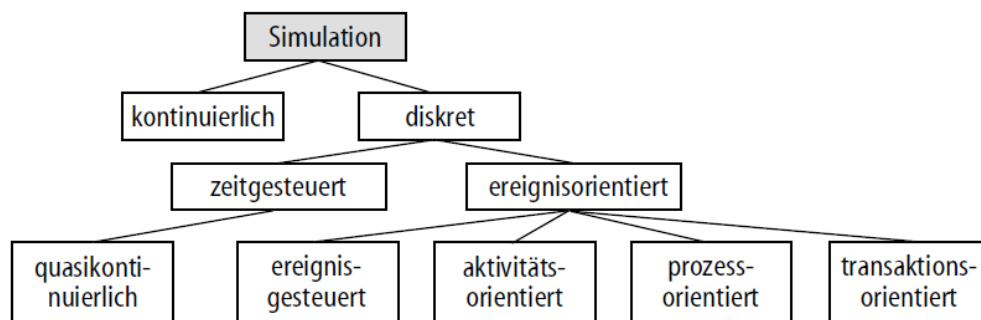 Simulation
kontinuierlich
diskret
zeitgesteuert
ereignisorientiert
quasikonti-
nuierlich
ereignis-
gesteuert
aktivitäts-
orientiert
prozess-
orientiert
transaktions-
orientiert